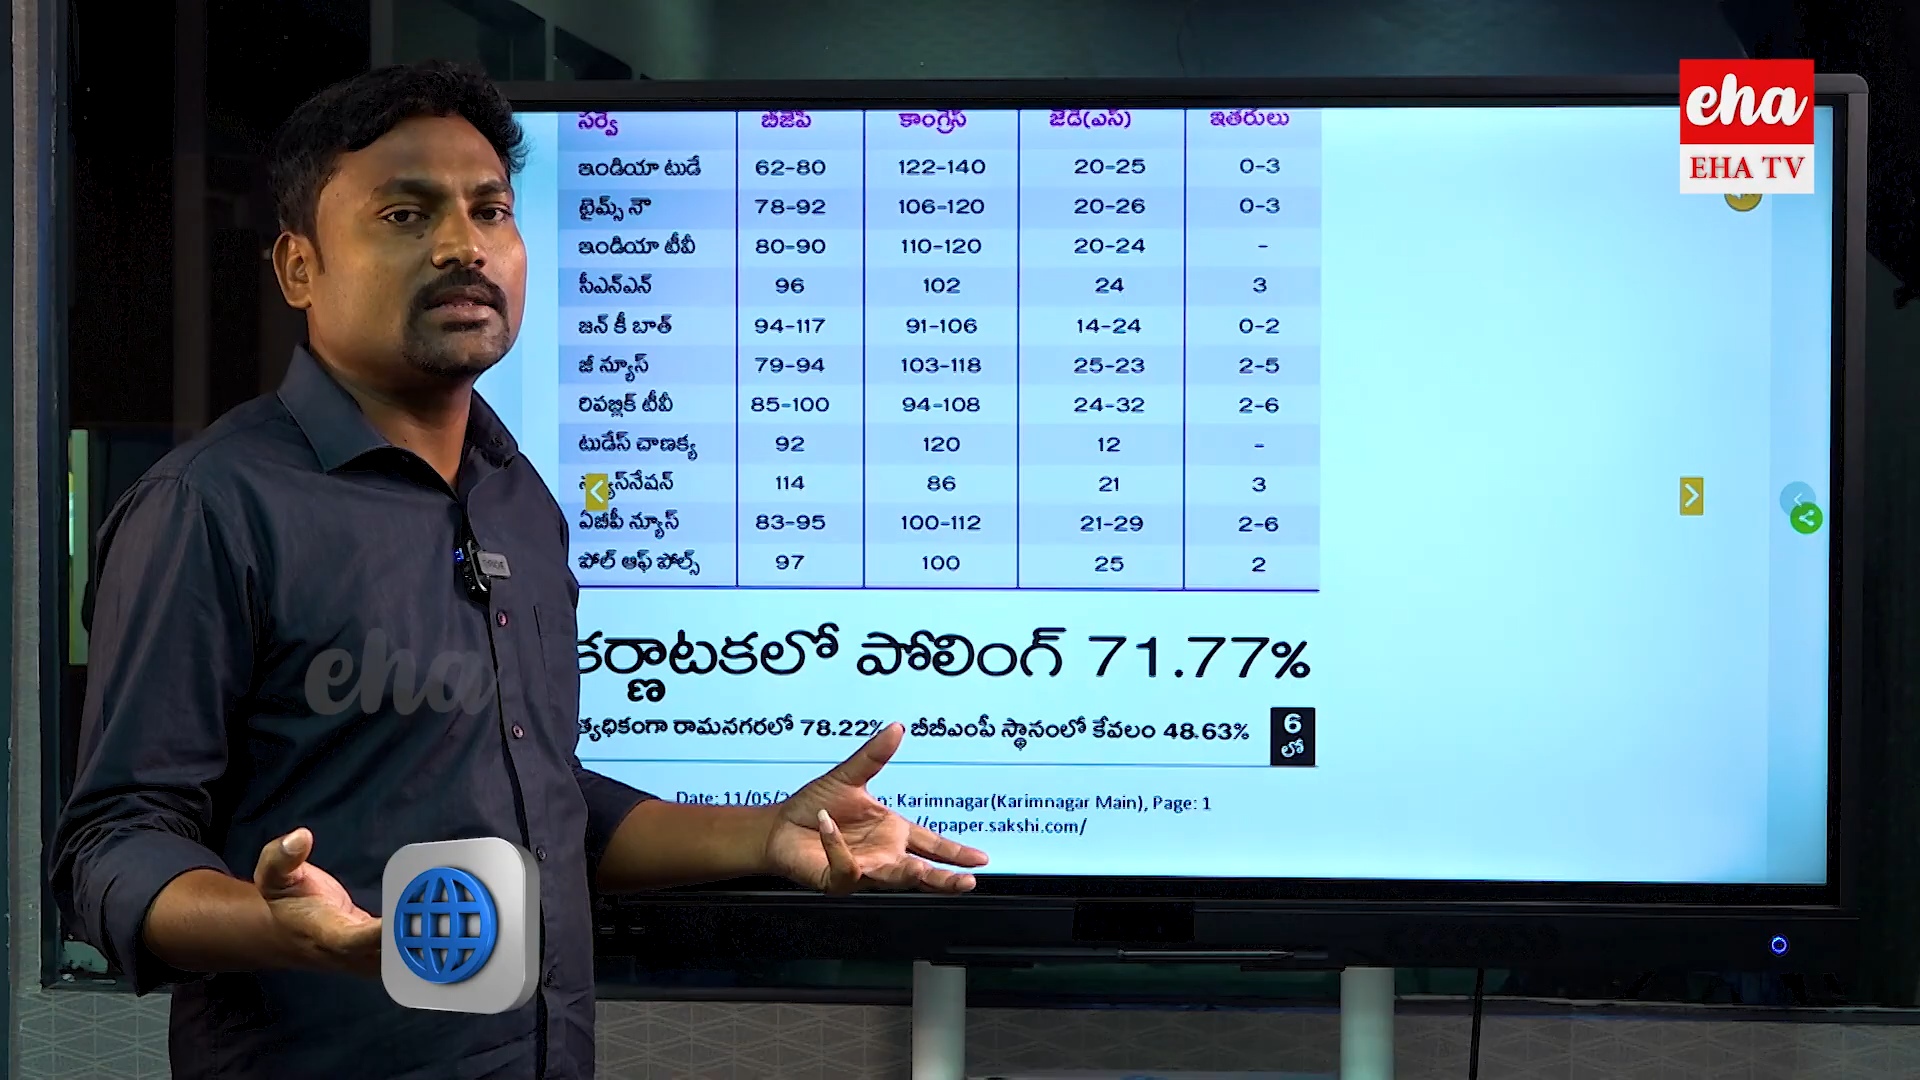 eha
EHA TV
సర్వే బీజేపీ కాంగ్రెస్ జేడీ(ఎస్) ఇతరులు
ఇండియా టుడే 62-80 122-140 20-25 0-3
టైమ్స్ నౌ 78-92 106-120 20-26 0-3
ఇండియా టీవీ 80-90 110-120 20-24 -
సీఎన్ఎన్ 96 102 24 3
జన్ కీ బాత్ 94-117 91-106 14-24 0-2
జీ న్యూస్ 79-94 103-118 25-23 2-5
రిపబ్లిక్ టీవీ 85-100 94-108 24-32 2-6
టుడేస్ చాణక్య 92 120 12 -
114 86 21 3
ఏబీపీ న్యూస్ 83-95 100-112 21-29 2-6
పోల్ ఆఫ్ పోల్స్ 97 100 25 2
కర్ణాటకలో పోలింగ్ 71.77%
రామనగరలో 78.22% బీబీఎంపీ స్థానంలో కేవలం 48.63%
6
లో
Date: 11/05/ Karimnagar(Karimnagar Main), Page: 1
//epaper.sakshi.com/
eha